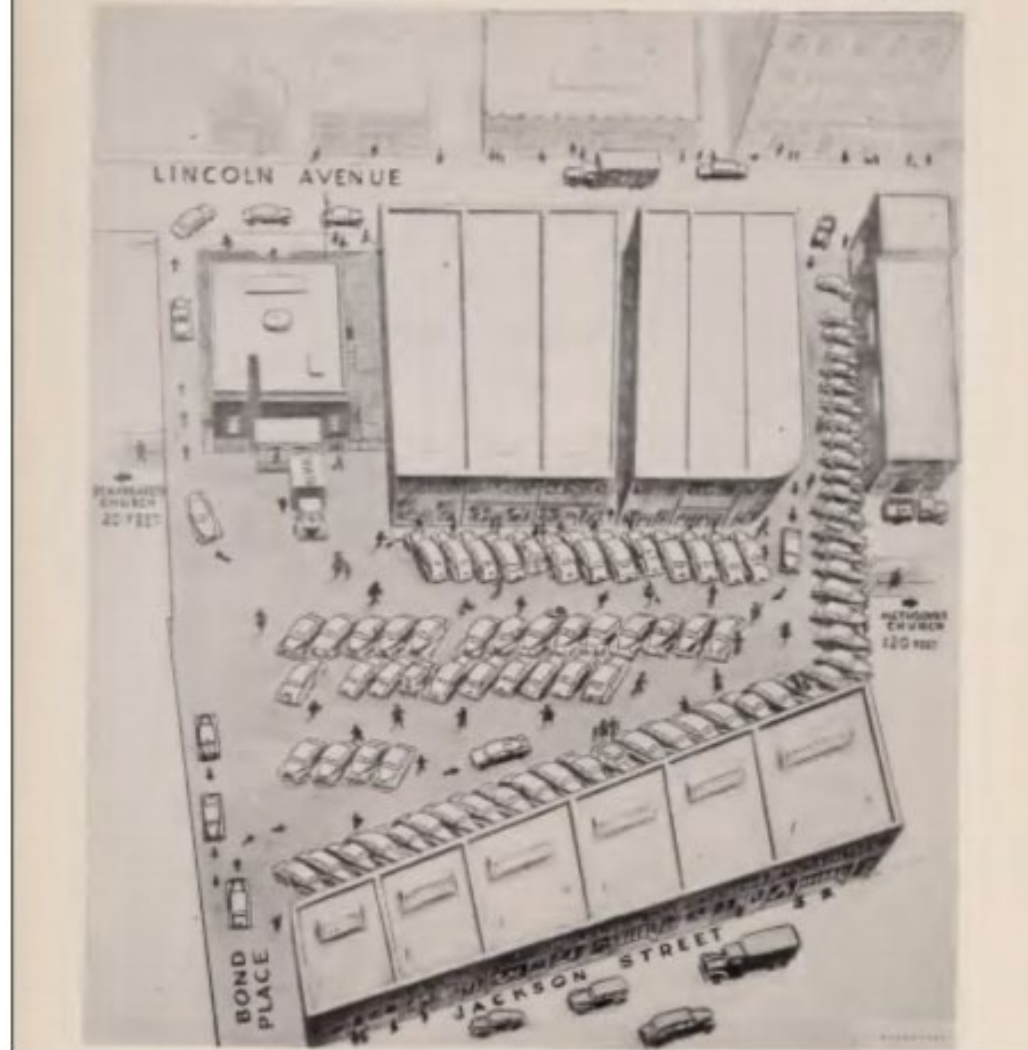 LINCOLN AVENUE
CHURCH
20 FEET
METHODIST
CHURCH
120 FEET
BOND
PLACE
JACKSON STREET